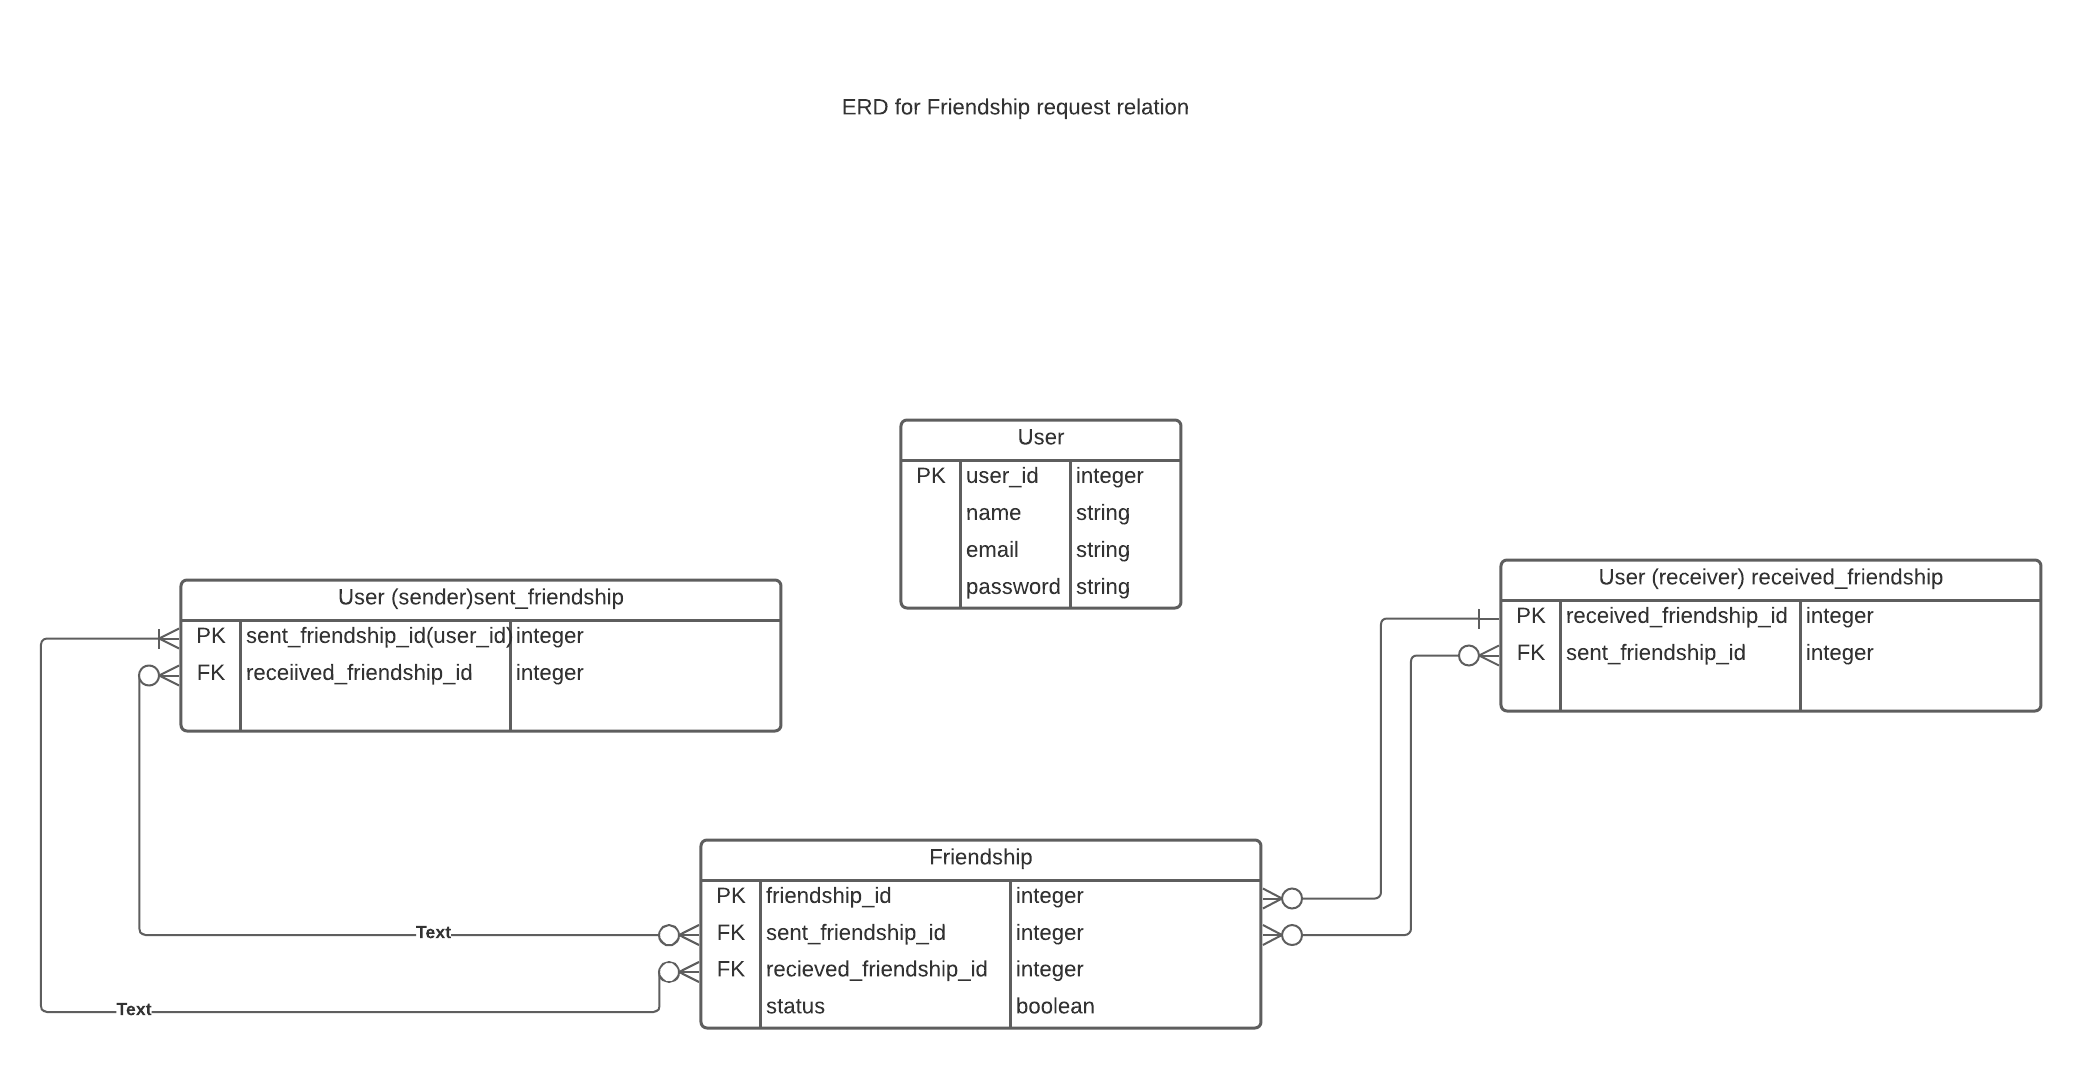 ERD for Friendship request relation
User
PK user_id integer
name string
email string
password string
User (sender)sent_friendship
PK sent_friendship_id(user_id) integer
FK receiived_friendship_id integer
User (receiver) received_friendship
PK received_friendship_id integer
FK sent_friendship_id integer
Friendship
PK friendship_id integer
FK sent_friendship_id integer
FK recieved_friendship_id integer
status boolean
Text
Text